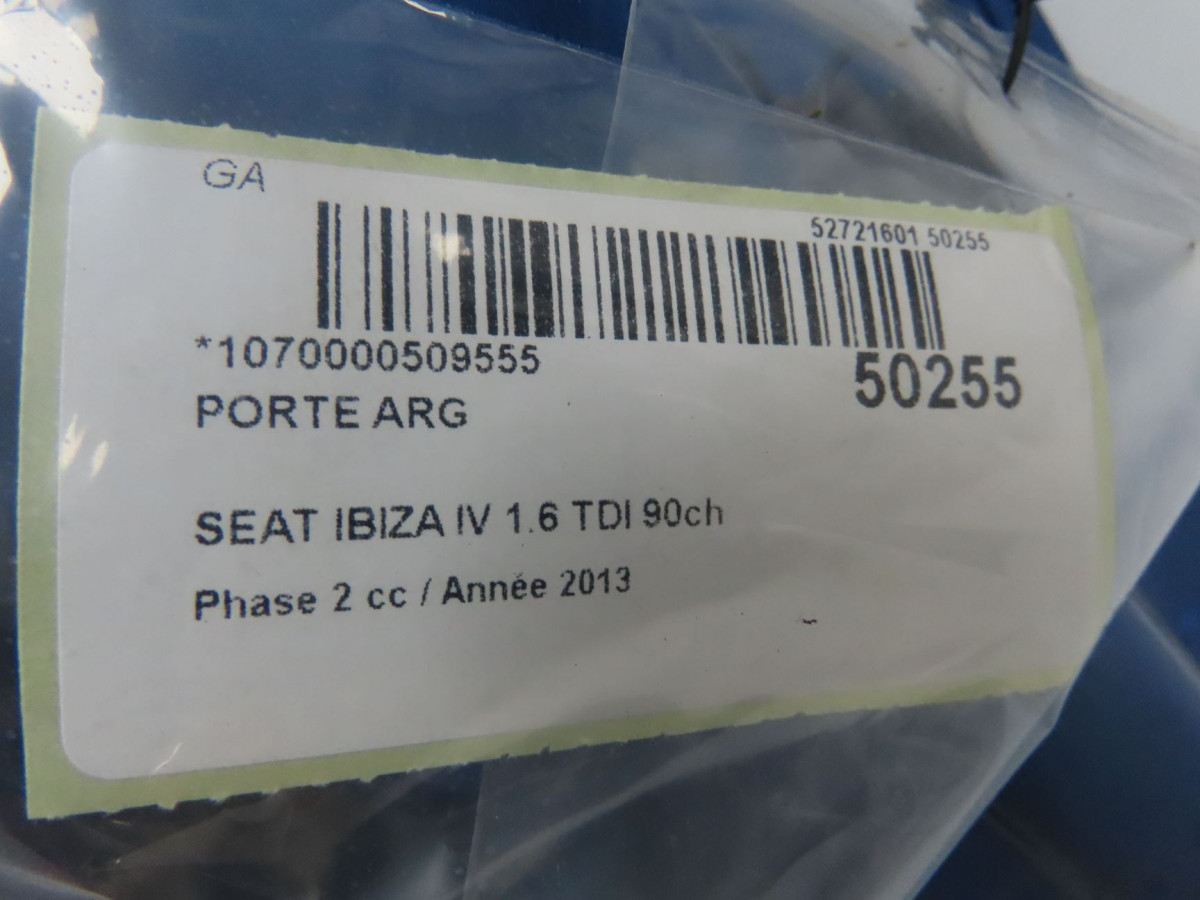 GA
52721601 50255
*1070000509555
50255
PORTE ARG
SEAT IBIZA IV 1.6 TDI 90ch
Phase 2 cc / Année 2013